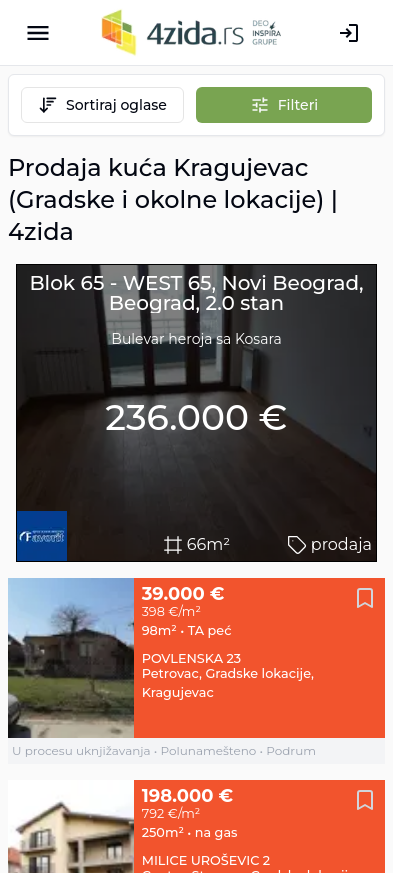 4zida.rs
DEO
INSPIRA
GRUPE
Sortiraj oglase
Filteri
Prodaja kuća Kragujevac
(Gradske i okolne lokacije) |
4zida
Blok 65 - WEST 65, Novi Beograd,
Beograd, 2.0 stan
Bulevar heroja sa Kosara
236.000 €
Favorit
66m²
prodaja
39.000 €
398 €/m²
98m² • TA peć
POVLENSKA 23
Petrovac, Gradske lokacije,
Kragujevac
U procesu uknjižavanja • Polunamešteno • Podrum
198.000 €
792 €/m²
250m² • na gas
MILICE UROŠEVIC 2